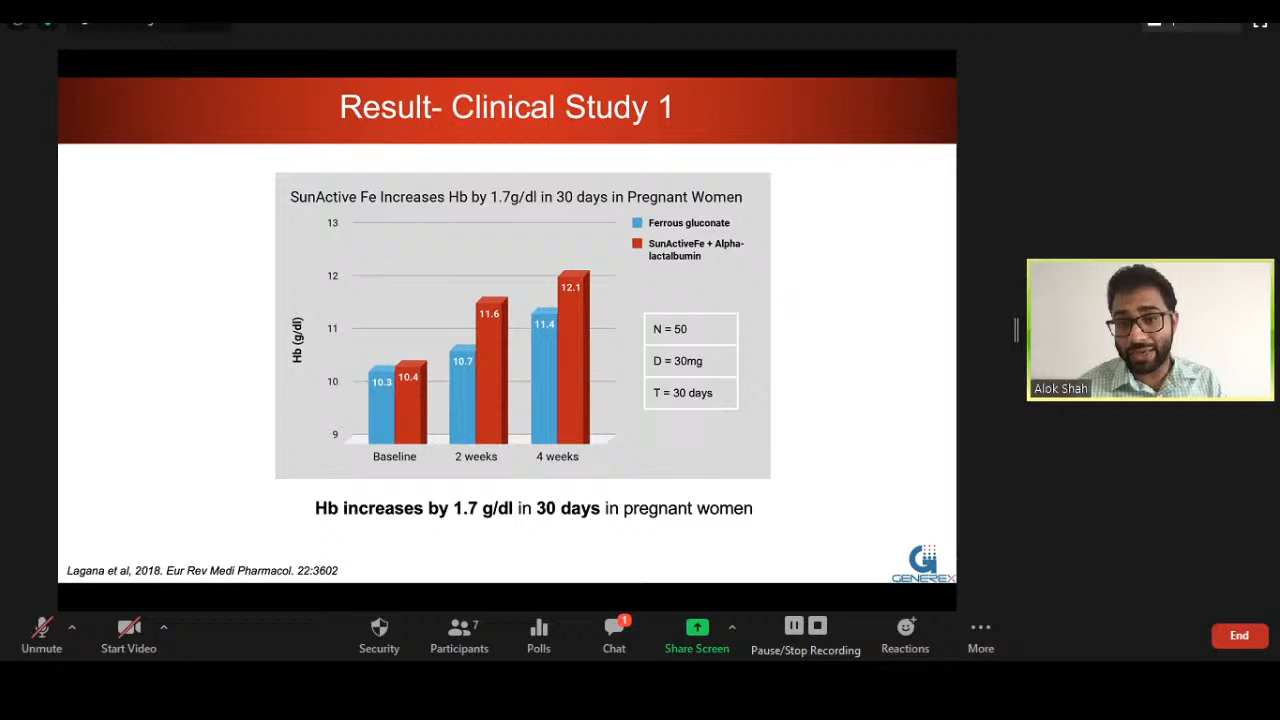 Result- Clinical Study 1
SunActive Fe Increases Hb by 1.7g/dl in 30 days in Pregnant Women
13
12
11
10
9
Hb (g/dl)
Ferrous gluconate
SunActiveFe + Alpha-
lactalbumin
10.3
10.4
10.7
11.6
11.4
12.1
Baseline
2 weeks
4 weeks
N = 50
D = 30mg
T = 30 days
Hb increases by 1.7 g/dl in 30 days in pregnant women
Lagana et al, 2018. Eur Rev Medi Pharmacol. 22:3602
GENEREX
Alok Shah
Unmute
Start Video
Security
7
Participants
Polls
1
Chat
Share Screen
Pause/Stop Recording
Reactions
More
End